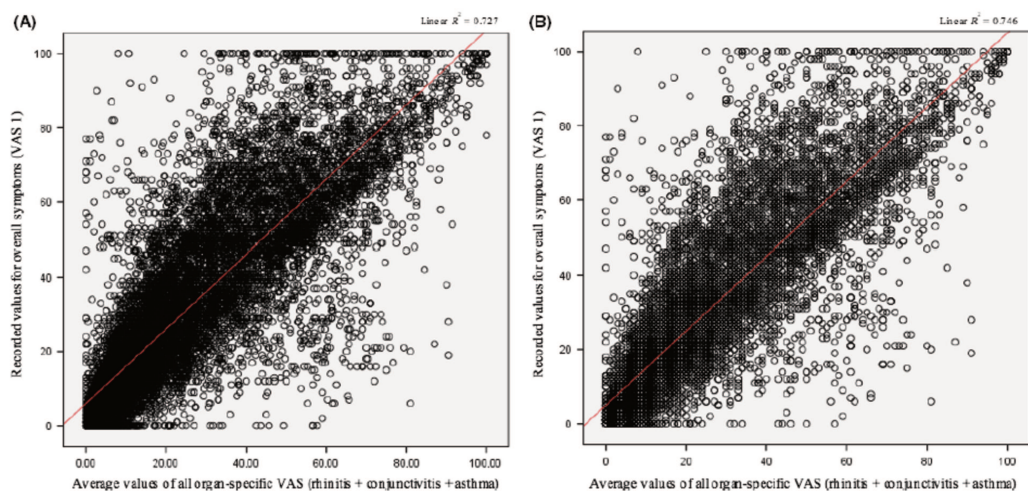 (A)
Linear R² = 0.727
100
80
60
40
20
0
Recorded values for overall symptoms (VAS 1)
0.00 20.00 40.00 60.00 80.00 100.00
Average values of all organ-specific VAS (rhinitis + conjunctivitis +asthma)
(B)
Linear R² = 0.746
100
80
60
40
20
0
Recorded values for overall symptoms (VAS 1)
0 20 40 60 80 100
Average values of all organ-specific VAS (rhinitis + conjunctivitis +asthma)